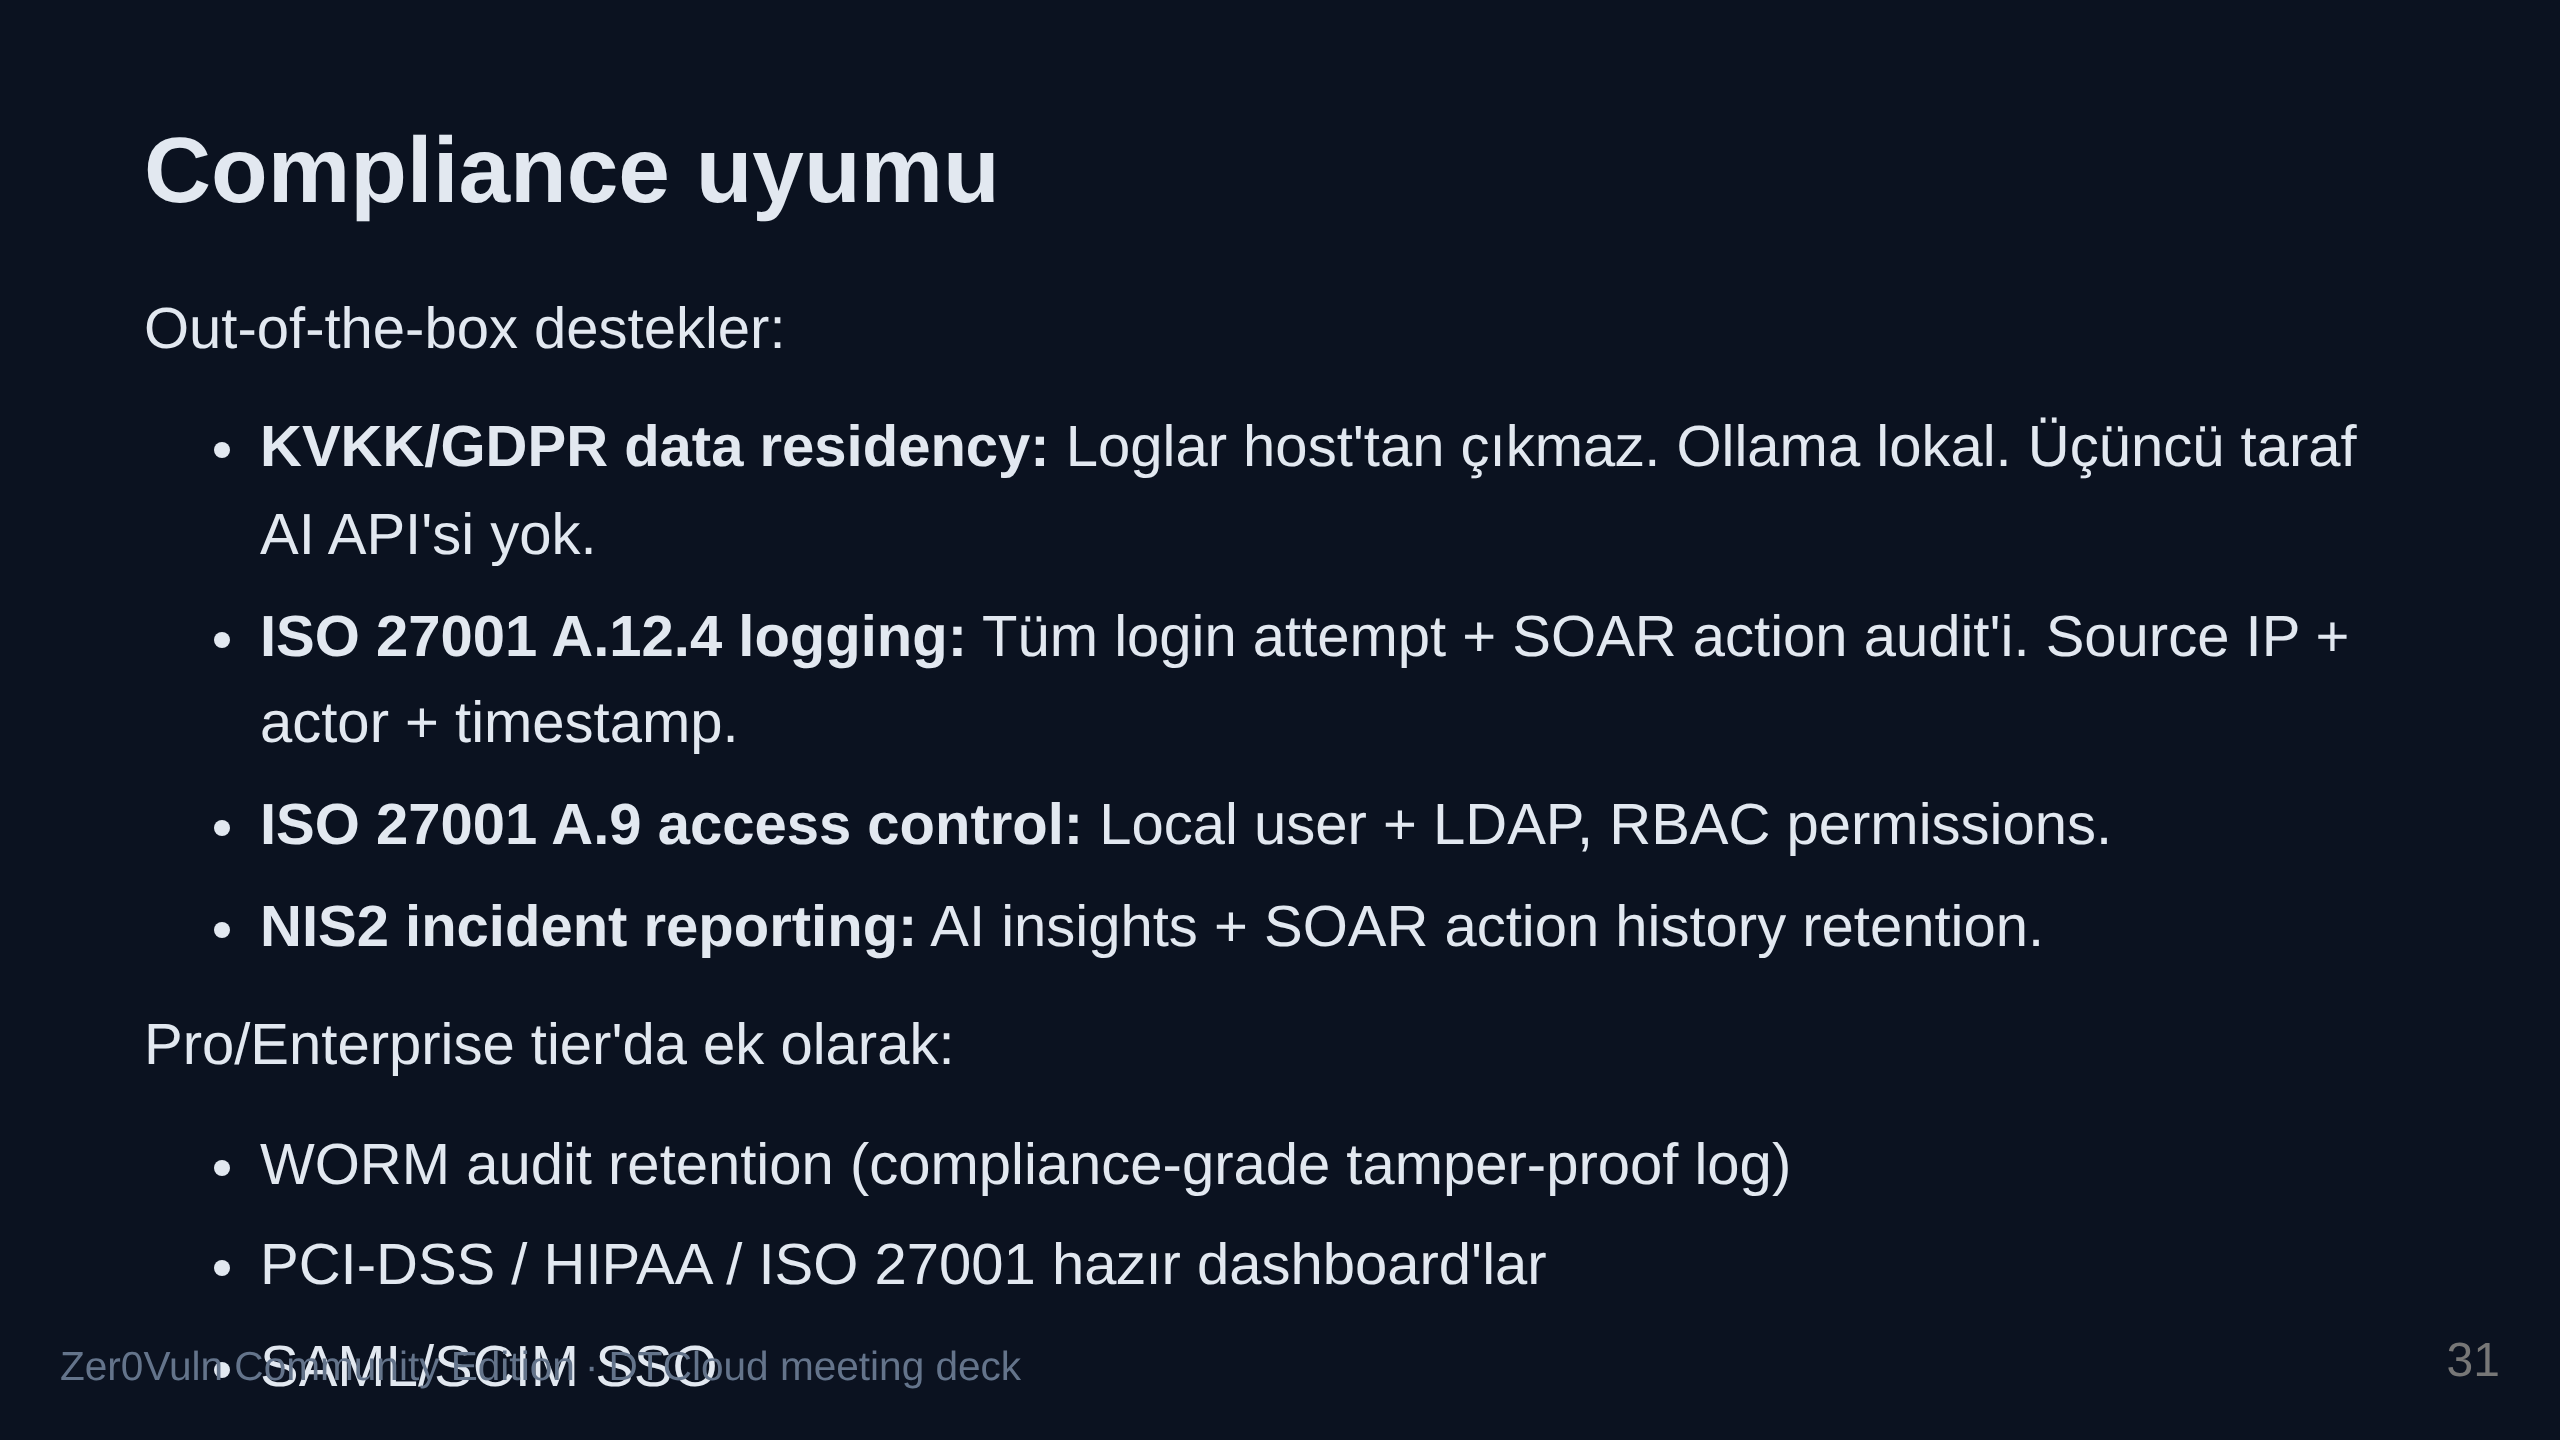 Compliance uyumu
Out-of-the-box destekler:
• KVKK/GDPR data residency: Loglar host'tan çıkmaz. Ollama lokal. Üçüncü taraf
AI API'si yok.
• ISO 27001 A.12.4 logging: Tüm login attempt + SOAR action audit'i. Source IP +
actor + timestamp.
• ISO 27001 A.9 access control: Local user + LDAP, RBAC permissions.
• NIS2 incident reporting: AI insights + SOAR action history retention.
Pro/Enterprise tier'da ek olarak:
• WORM audit retention (compliance-grade tamper-proof log)
• PCI-DSS / HIPAA / ISO 27001 hazır dashboard'lar
• SAML/SCIM SSO
Zer0Vuln Community Edition · DTCloud meeting deck
31